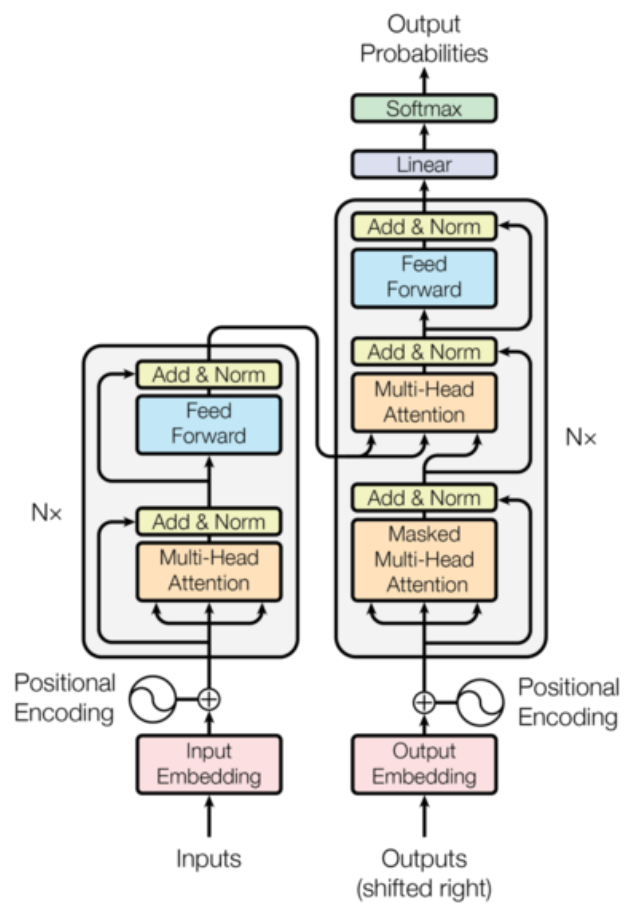 Output
Probabilities
Softmax
Linear
Add & Norm
Feed
Forward
Add & Norm
Multi-Head
Attention
Add & Norm
Masked
Multi-Head
Attention
N×
Add & Norm
Feed
Forward
Add & Norm
Multi-Head
Attention
N×
Positional
Encoding
Positional
Encoding
Input
Embedding
Output
Embedding
Inputs
Outputs
(shifted right)